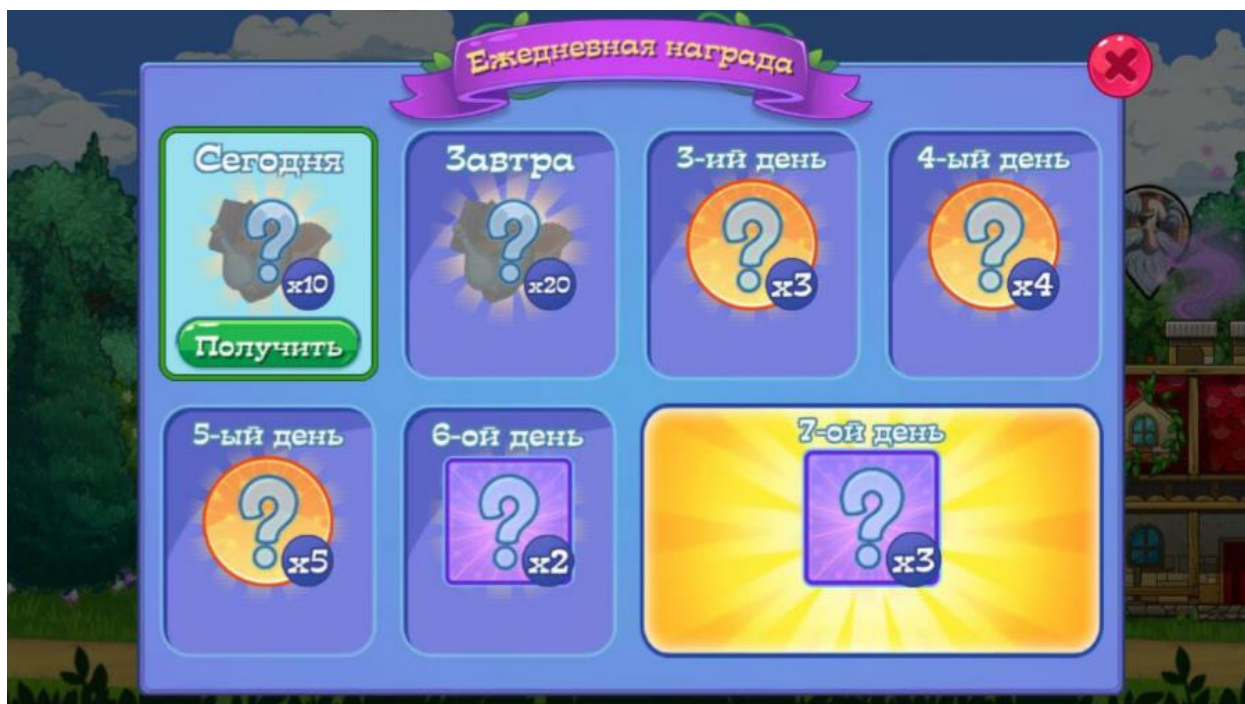 Ежедневная награда
Сегодня
?
x10
Получить
Завтра
?
x20
3-ий день
?
x3
4-ый день
?
x4
5-ый день
?
x5
6-ой день
?
x2
7-ой день
?
x3